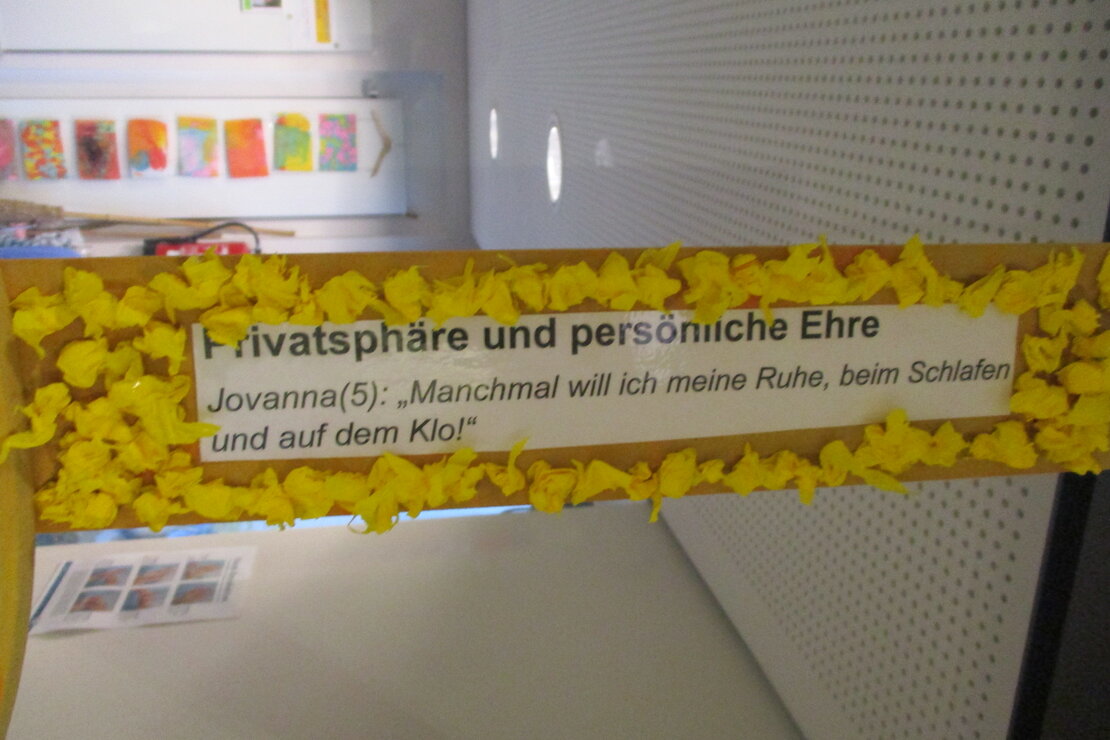 Privatsphäre und persönliche Ehre
Jovanna(5): „Manchmal will ich meine Ruhe, beim Schlafen
und auf dem Klo!“